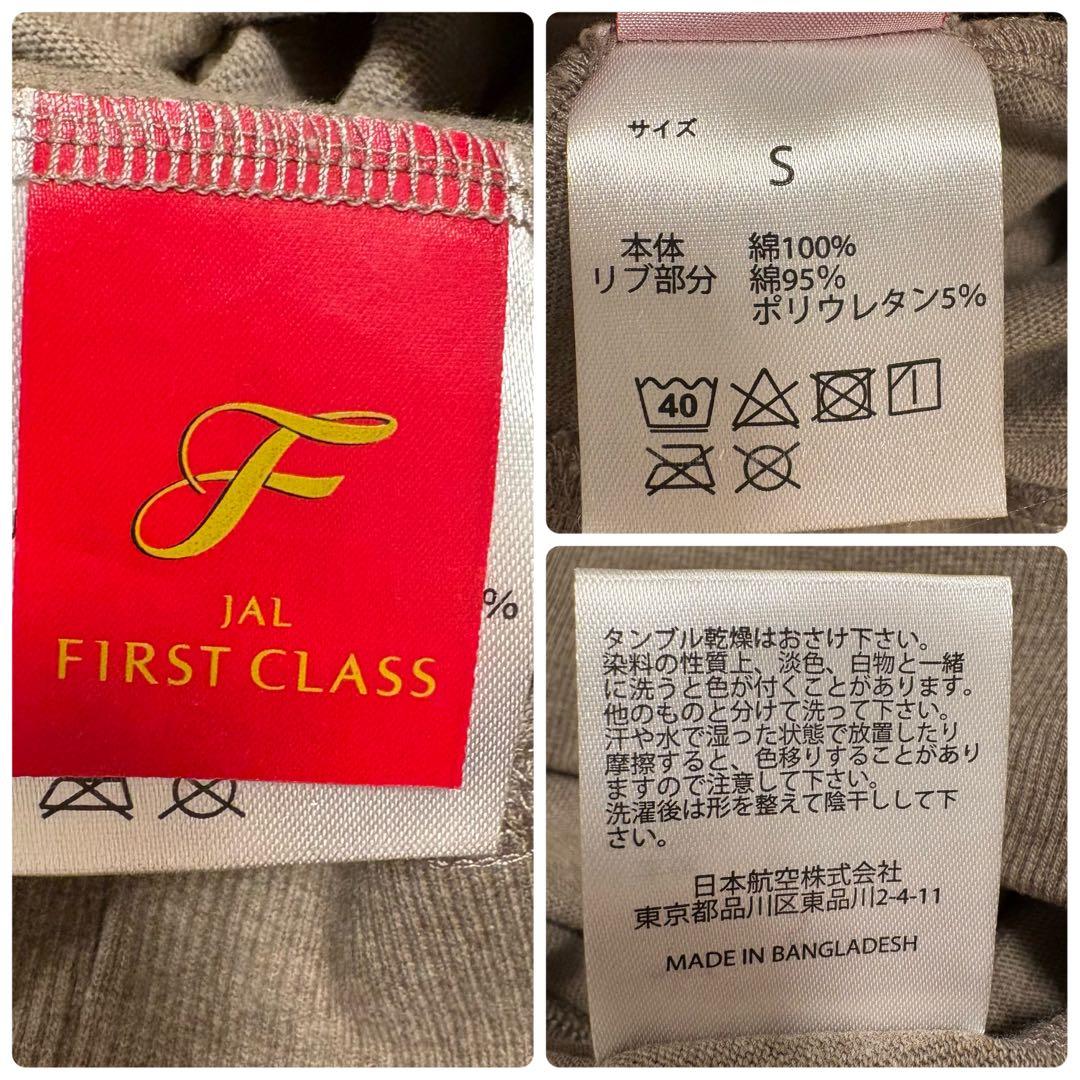 F
JAL
FIRST CLASS
%
サイズ
S
本体 綿100%
リブ部分 綿95%
ポリウレタン5%
40
タンブル乾燥はおさけ下さい。
染料の性質上、淡色、白物と一緒
に洗うと色が付くことがあります。
他のものと分けて洗って下さい。
汗や水で湿った状態で放置したり
摩擦すると、色移りすることがあり
ますので注意して下さい。
洗濯後は形を整えて陰干しして下
さい。
日本航空株式会社
東京都品川区東品川2-4-11
MADE IN BANGLADESH